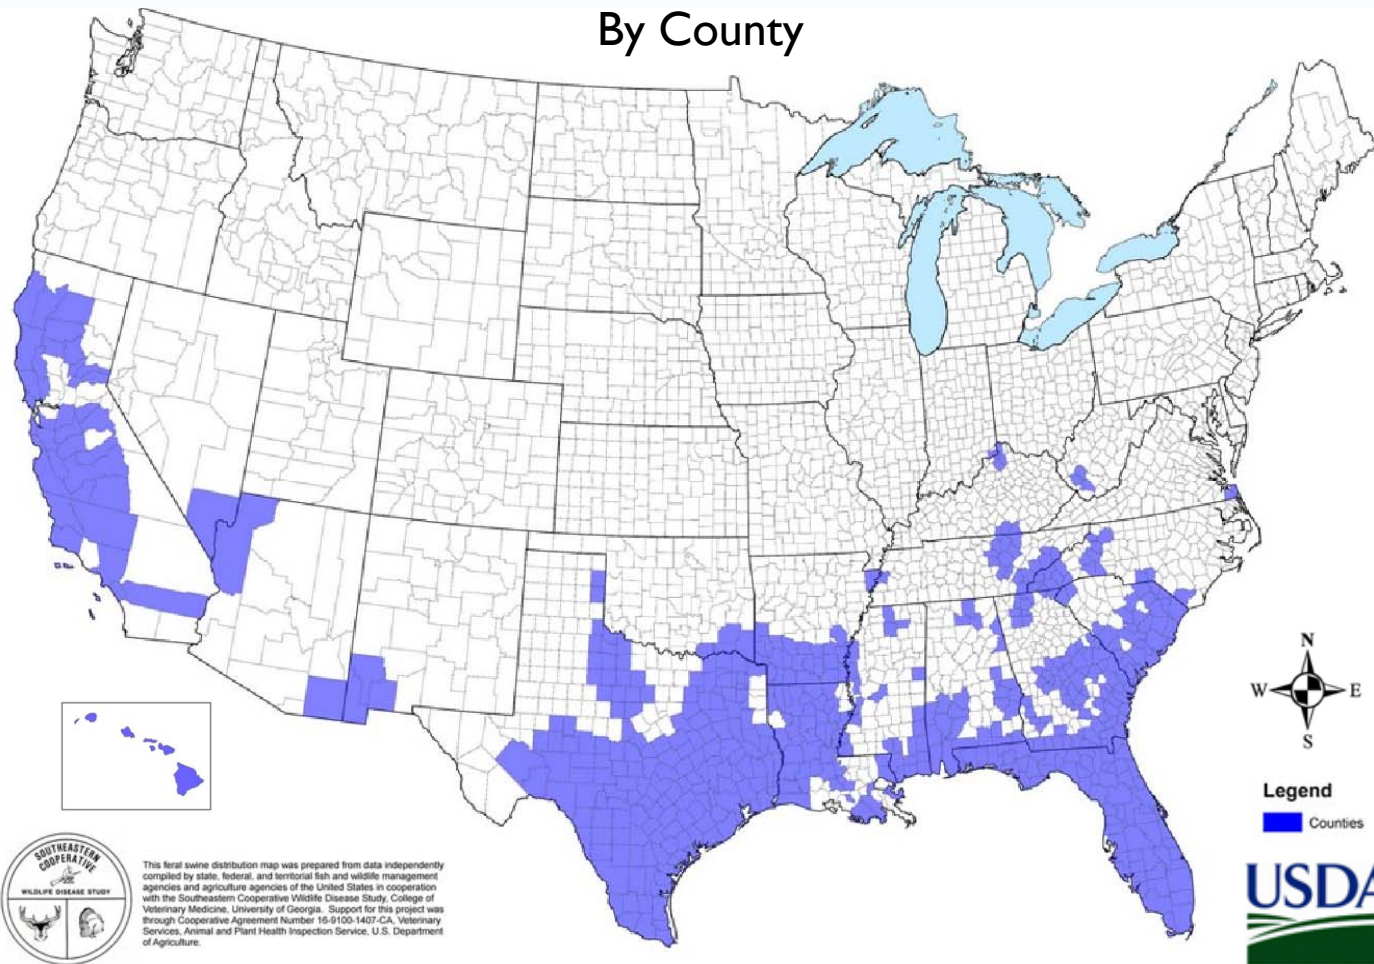 By County
N
W
E
S
Legend
Counties
SOUTHEASTERN
COOPERATIVE
WILDLIFE DISEASE STUDY
This feral swine distribution map was prepared from data independently
compiled by state, federal, and territorial fish and wildlife management
agencies and agriculture agencies of the United States in cooperation
with the Southeastern Cooperative Wildlife Disease Study, College of
Veterinary Medicine, University of Georgia. Support for this project was
through Cooperative Agreement Number 16-9100-1407-CA, Veterinary
Services, Animal and Plant Health Inspection Service, U.S. Department
of Agriculture.
USDA